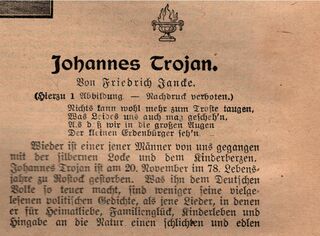 Johannes Trojan.
Von Friedrich Jancke.
(Hierzu 1 Abbildung — Nachdruck verboten.)
Nichts kann wohl mehr zum Troste taugen,
Was Leides uns auch mag gescheh'n,
Als daß wir in die großen Augen
Der kleinen Erdenbürger seh'n.
Wieder ist einer jener Männer von uns gegangen
mit der silbernen Locke und dem Kinderherzen.
Johannes Trojan ist am 20. November im 78. Lebens-
jahre zu Rostock gestorben. Was ihn dem Deutschen
Volke so teuer macht, sind weniger seine vielge-
lesenen politischen Gedichte, als jene Lieder, in denen
er für Heimatliebe, Familienglück, Kinderleben und
Hingabe an die Natur einen schlichten und edlen